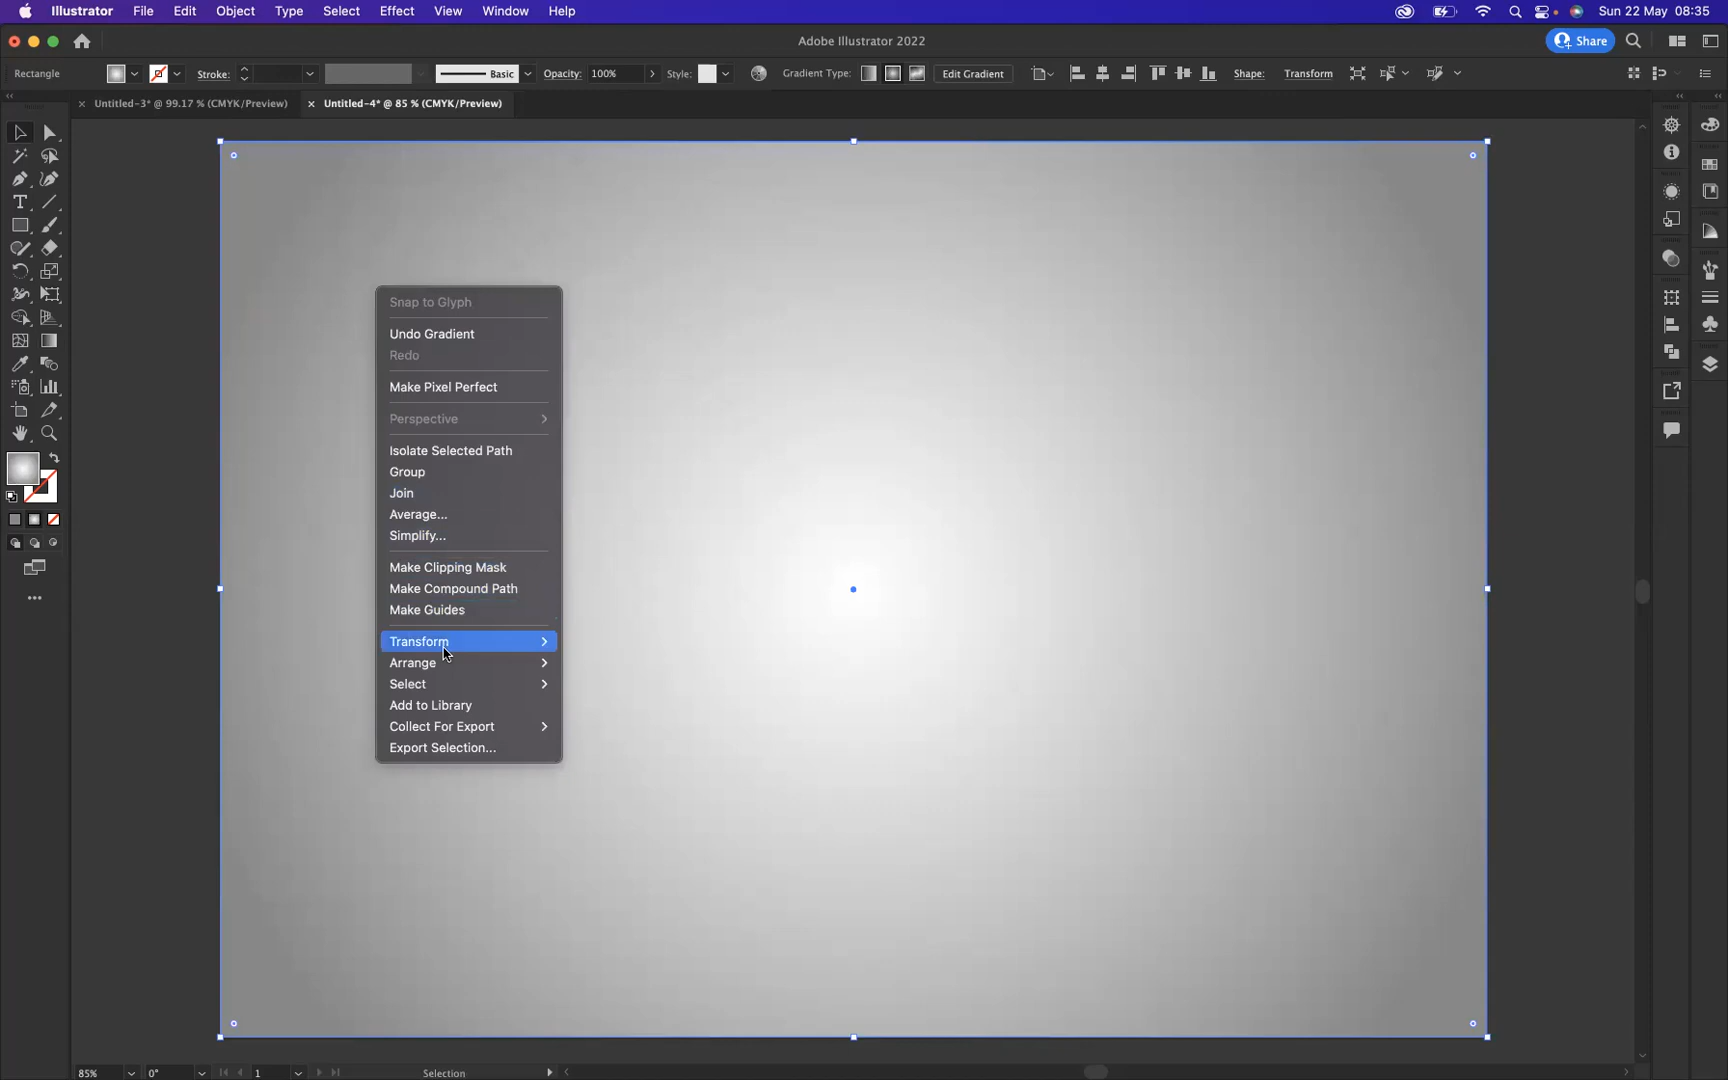 Illustrator File Edit Object Type Select Effect View Window Help Sun 22 May 08:35
Adobe Illustrator 2022 Share
Rectangle Stroke: Basic Opacity: 100% Style: Gradient Type: Edit Gradient Shape: Transform
Untitled-3* @ 99.17 % (CMYK/Preview) Untitled-4* @ 85 % (CMYK/Preview)
Snap to Glyph
Undo Gradient
Redo
Make Pixel Perfect
Perspective
Isolate Selected Path
Group
Join
Average...
Simplify...
Make Clipping Mask
Make Compound Path
Make Guides
Transform
Arrange
Select
Add to Library
Collect For Export
Export Selection...
85% 0° 1 Selection